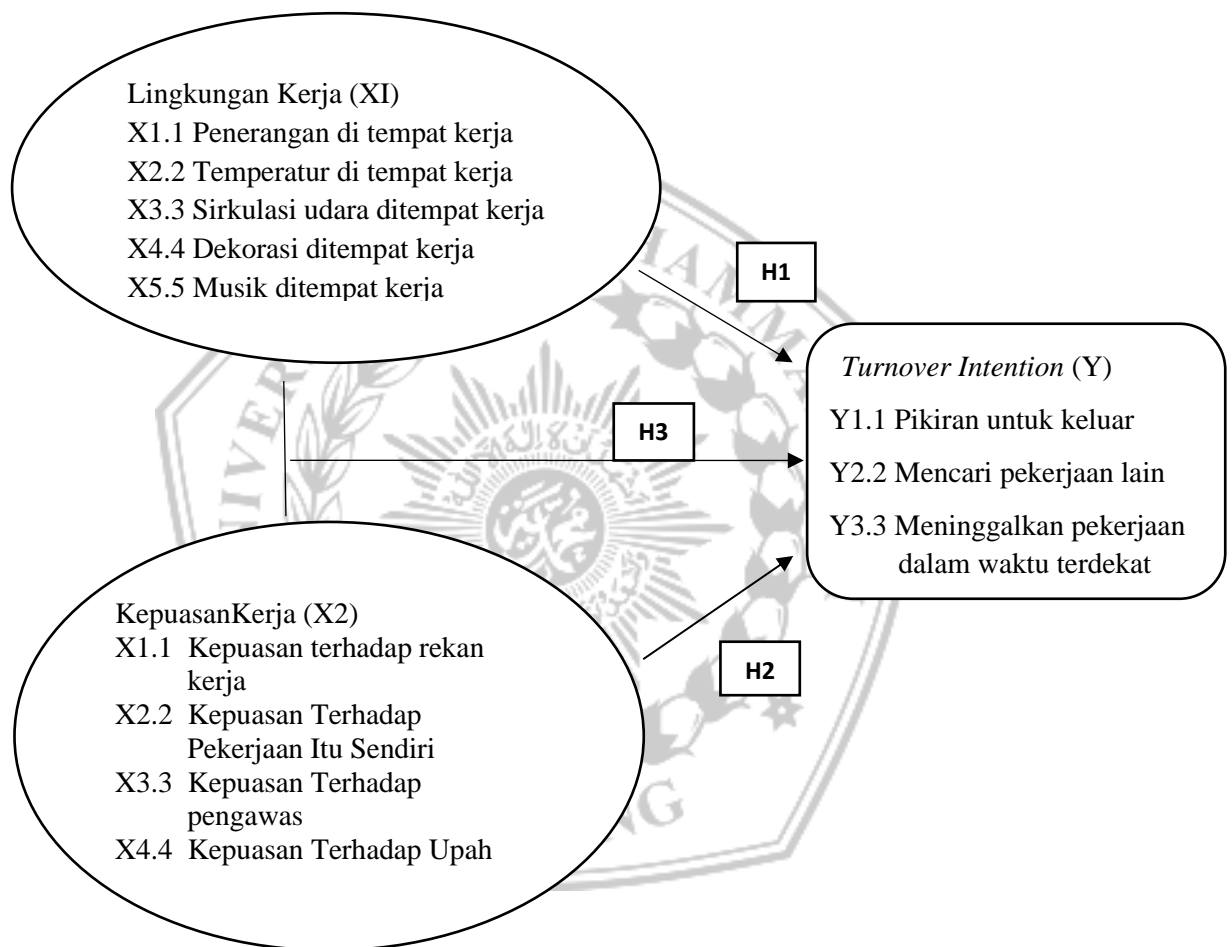 Lingkungan Kerja (XI)
X1.1 Penerangan di tempat kerja
X2.2 Temperatur di tempat kerja
X3.3 Sirkulasi udara ditempat kerja
X4.4 Dekorasi ditempat kerja
X5.5 Musik ditempat kerja
H1
Turnover Intention (Y)
Y1.1 Pikiran untuk keluar
Y2.2 Mencari pekerjaan lain
Y3.3 Meninggalkan pekerjaan
dalam waktu terdekat
H3
KepuasanKerja (X2)
X1.1 Kepuasan terhadap rekan
kerja
X2.2 Kepuasan Terhadap
Pekerjaan Itu Sendiri
X3.3 Kepuasan Terhadap
pengawas
X4.4 Kepuasan Terhadap Upah
H2